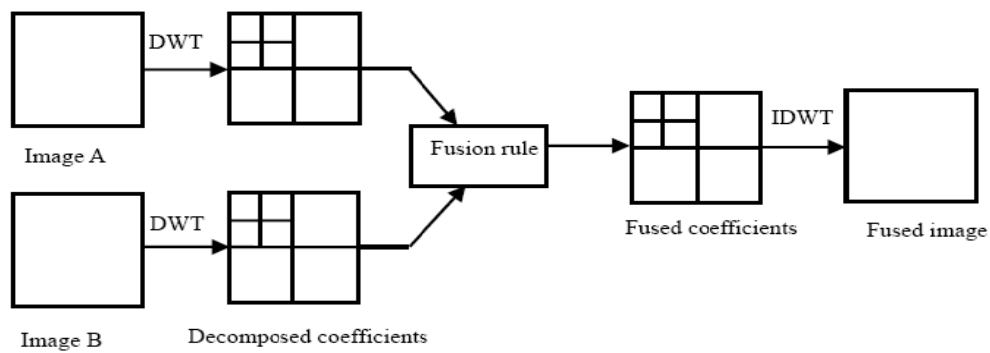 DWT
Image A
Fusion rule
IDWT
DWT
Fused coefficients
Fused image
Image B
Decomposed coefficients